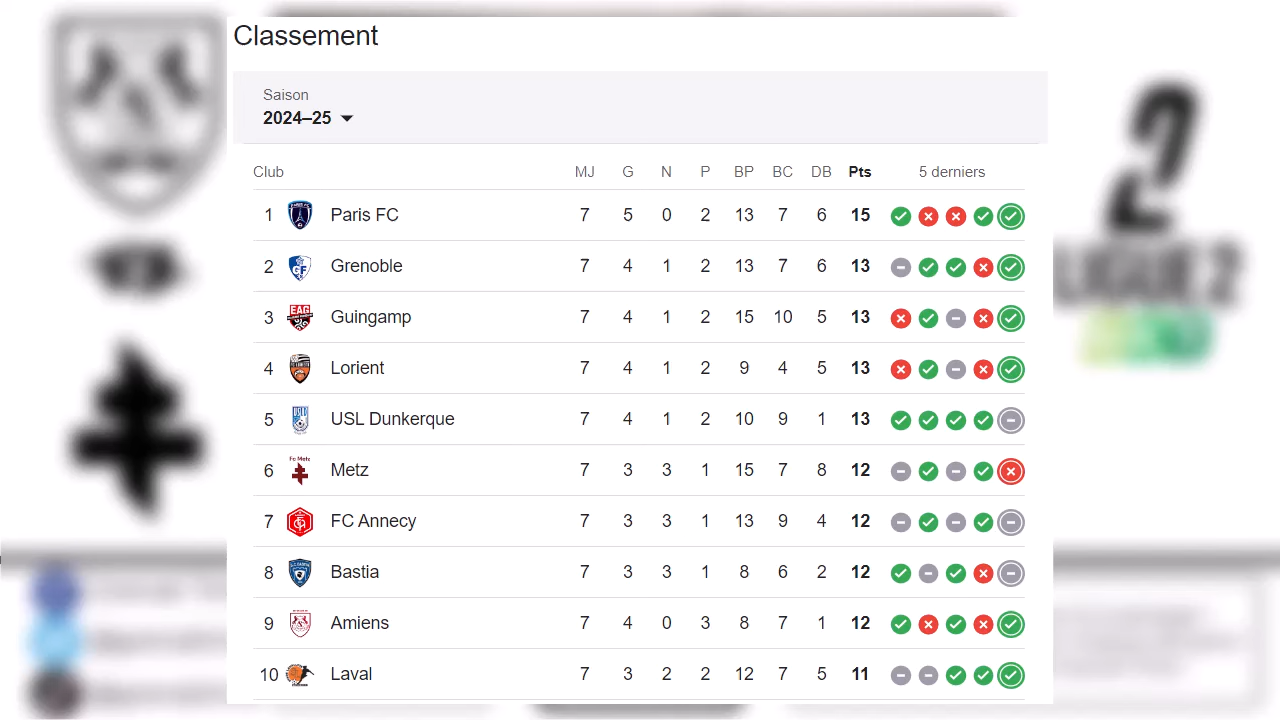 Classement
Saison
2024–25
Club MJ G N P BP BC DB Pts 5 derniers
1 Paris FC 7 5 0 2 13 7 6 15
2 Grenoble 7 4 1 2 13 7 6 13
3 Guingamp 7 4 1 2 15 10 5 13
4 Lorient 7 4 1 2 9 4 5 13
5 USL Dunkerque 7 4 1 2 10 9 1 13
6 Metz 7 3 3 1 15 7 8 12
7 FC Annecy 7 3 3 1 13 9 4 12
8 Bastia 7 3 3 1 8 6 2 12
9 Amiens 7 4 0 3 8 7 1 12
10 Laval 7 3 2 2 12 7 5 11
2
LIGUE 2